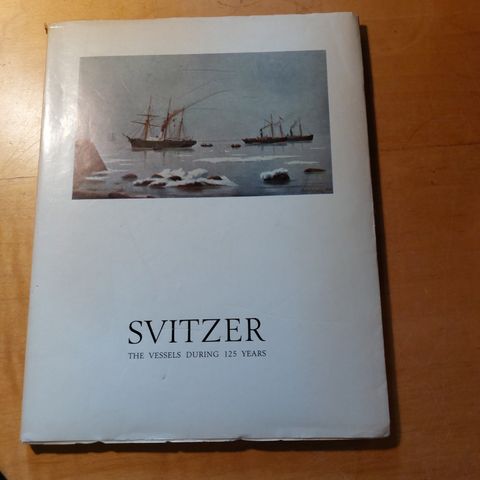 SVITZER
THE VESSELS DURING 125 YEARS